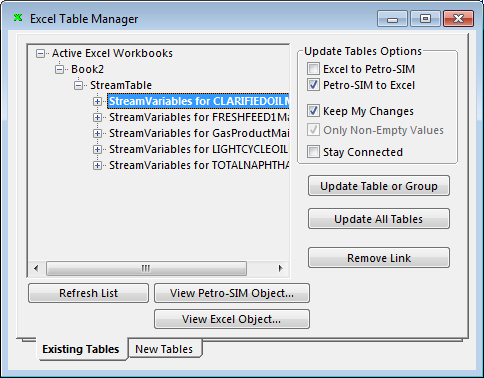 Excel Table Manager
Active Excel Workbooks
Book2
StreamTable
StreamVariables for CLARIFIEDOILM
StreamVariables for FRESHFEED1Ma
StreamVariables for GasProductMai
StreamVariables for LIGHTCYCLEOIL
StreamVariables for TOTALNAPHTHA
Update Tables Options
Excel to Petro-SIM
Petro-SIM to Excel
Keep My Changes
Only Non-Empty Values
Stay Connected
Update Table or Group
Update All Tables
Remove Link
Refresh List
View Petro-SIM Object...
View Excel Object...
Existing Tables
New Tables